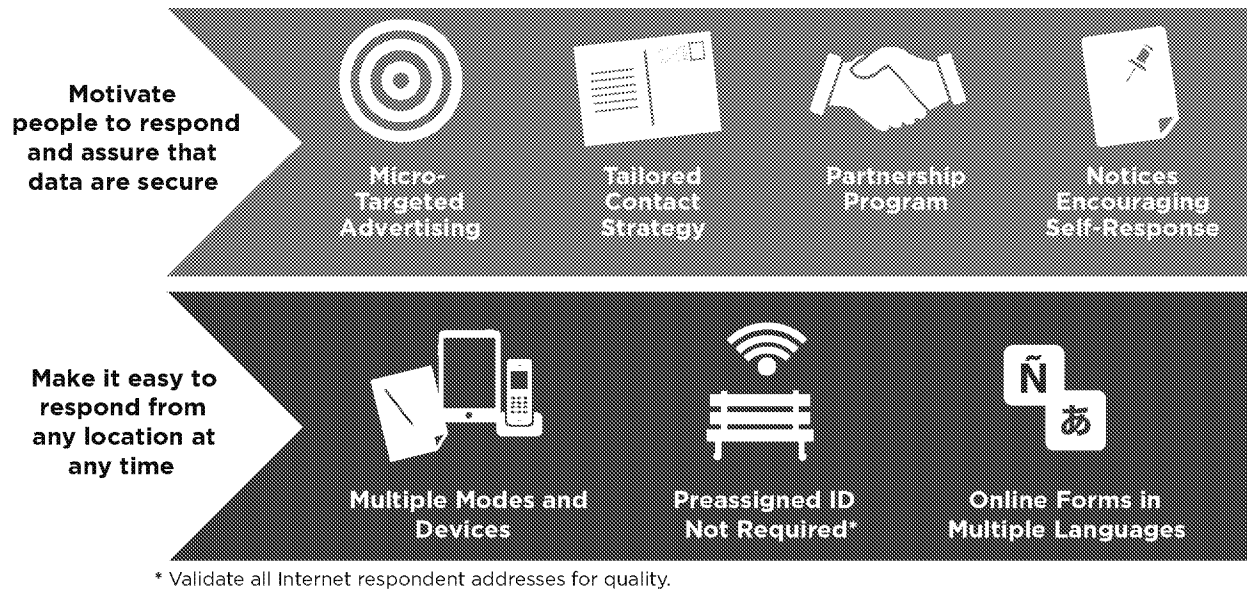 Motivate
people to respond
and assure that
data are secure
Micro-
Targeted
Advertising
Tailored
Contact
Strategy
Partnership
Program
Notices
Encouraging
Self-Response
Make it easy to
respond from
any location at
any time
Ñ
あ
Multiple Modes and
Devices
Preassigned ID
Not Required*
Online Forms in
Multiple Languages
* Validate all Internet respondent addresses for quality.